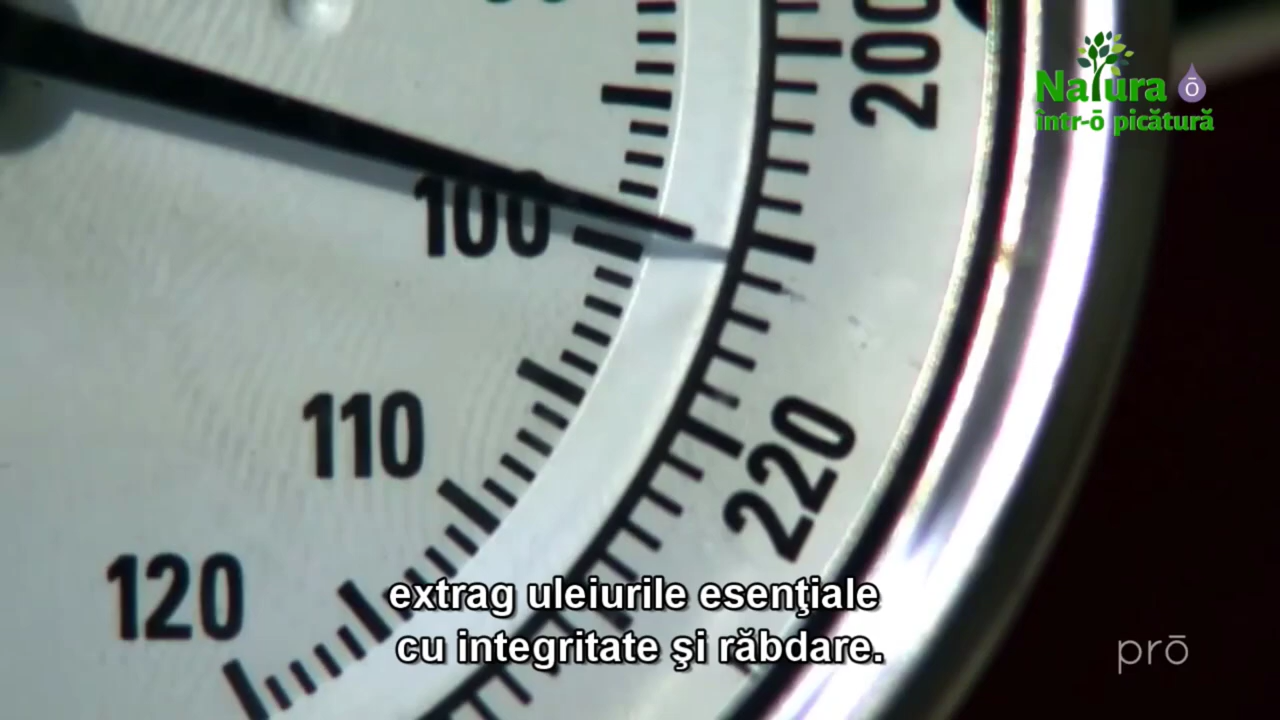 200
Natura ō
într-ō picătură
100
110
220
120
extrag uleiurile esenţiale
cu integritate şi răbdare.
prō